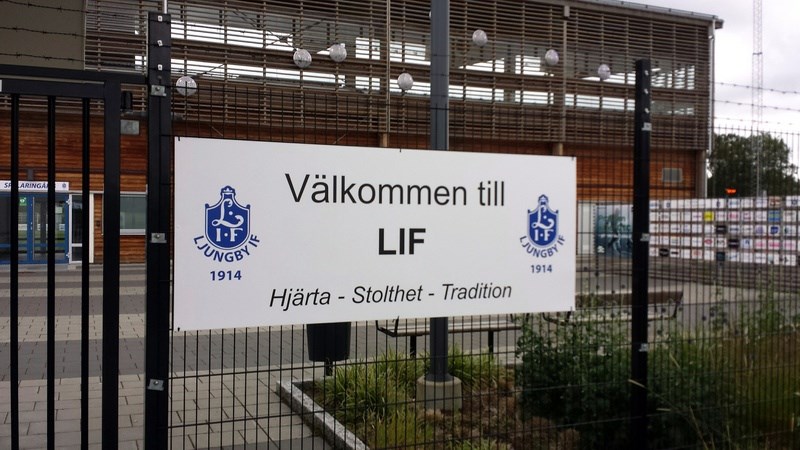 Välkommen till
LIF
Hjärta - Stolthet - Tradition
L
I·F
LJUNGBY IF
1914
L
I·F
LJUNGBY IF
1914